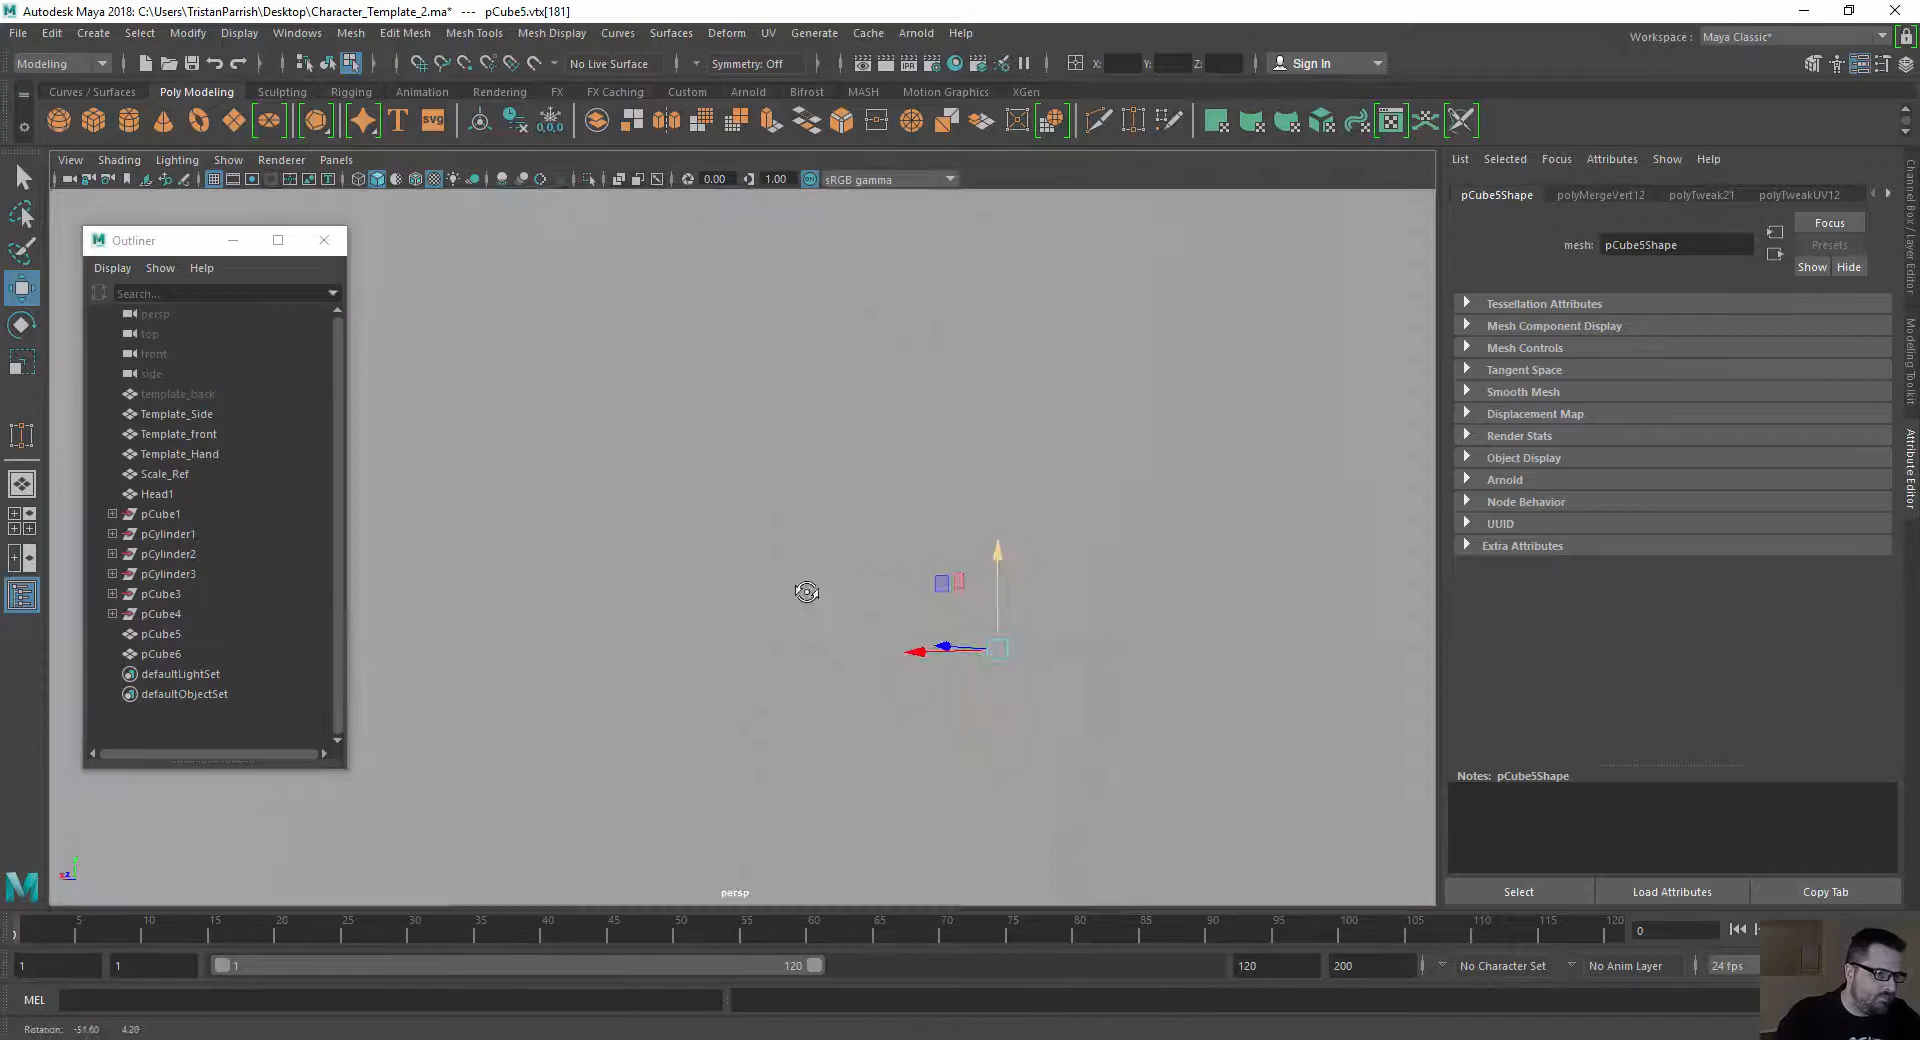 Autodesk Maya 2018: C:\Users\TristanParrish\Desktop\Character_Template_2.ma* --- pCube5.vtx[181]
File Edit Create Select Modify Display Windows Mesh Edit Mesh Mesh Tools Mesh Display Curves Surfaces Deform UV Generate Cache Arnold Help
Workspace : Maya Classic*
Modeling No Live Surface Symmetry: Off X: Y: Z: Sign In
Curves / Surfaces Poly Modeling Sculpting Rigging Animation Rendering FX FX Caching Custom Arnold Bifrost MASH Motion Graphics XGen
T svg 0,0,0
View Shading Lighting Show Renderer Panels
0.00 1.00 sRGB gamma
Outliner
Display Show Help
Search...
persp
top
front
side
template_back
Template_Side
Template_front
Template_Hand
Scale_Ref
Head1
pCube1
pCylinder1
pCylinder2
pCylinder3
pCube3
pCube4
pCube5
pCube6
defaultLightSet
defaultObjectSet
persp
List Selected Focus Attributes Show Help
pCube5Shape polyMergeVert12 polyTweak21 polyTweakUV12
Focus
mesh: pCube5Shape Presets
Show Hide
Tessellation Attributes
Mesh Component Display
Mesh Controls
Tangent Space
Smooth Mesh
Displacement Map
Render Stats
Object Display
Arnold
Node Behavior
UUID
Extra Attributes
Notes: pCube5Shape
Select Load Attributes Copy Tab
Channel Box / Layer Editor
Modeling Toolkit
Attribute Editor
5 10 15 20 25 30 35 40 45 50 55 60 65 70 75 80 85 90 95 100 105 110 115 120 0
1 1 1 120 120 200 No Character Set No Anim Layer 24 fps
MEL
Rotation: -51.60 4.20